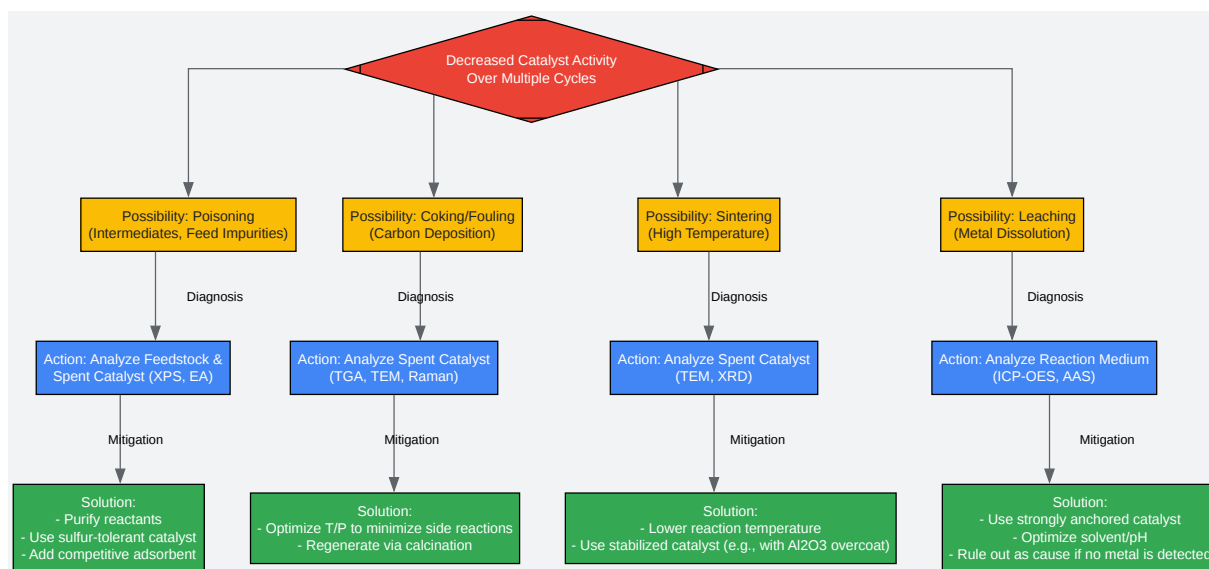 Decreased Catalyst Activity
Over Multiple Cycles
Possibility: Poisoning
(Intermediates, Feed Impurities)
Possibility: Coking/Fouling
(Carbon Deposition)
Possibility: Sintering
(High Temperature)
Possibility: Leaching
(Metal Dissolution)
Diagnosis
Diagnosis
Diagnosis
Diagnosis
Action: Analyze Feedstock &
Spent Catalyst (XPS, EA)
Action: Analyze Spent Catalyst
(TGA, TEM, Raman)
Action: Analyze Spent Catalyst
(TEM, XRD)
Action: Analyze Reaction Medium
(ICP-OES, AAS)
Mitigation
Mitigation
Mitigation
Mitigation
Solution:
- Purify reactants
- Use sulfur-tolerant catalyst
- Add competitive adsorbent
Solution:
- Optimize T/P to minimize side reactions
- Regenerate via calcination
Solution:
- Lower reaction temperature
- Use stabilized catalyst (e.g., with Al2O3 overcoat)
Solution:
- Use strongly anchored catalyst
- Optimize solvent/pH
- Rule out as cause if no metal is detected